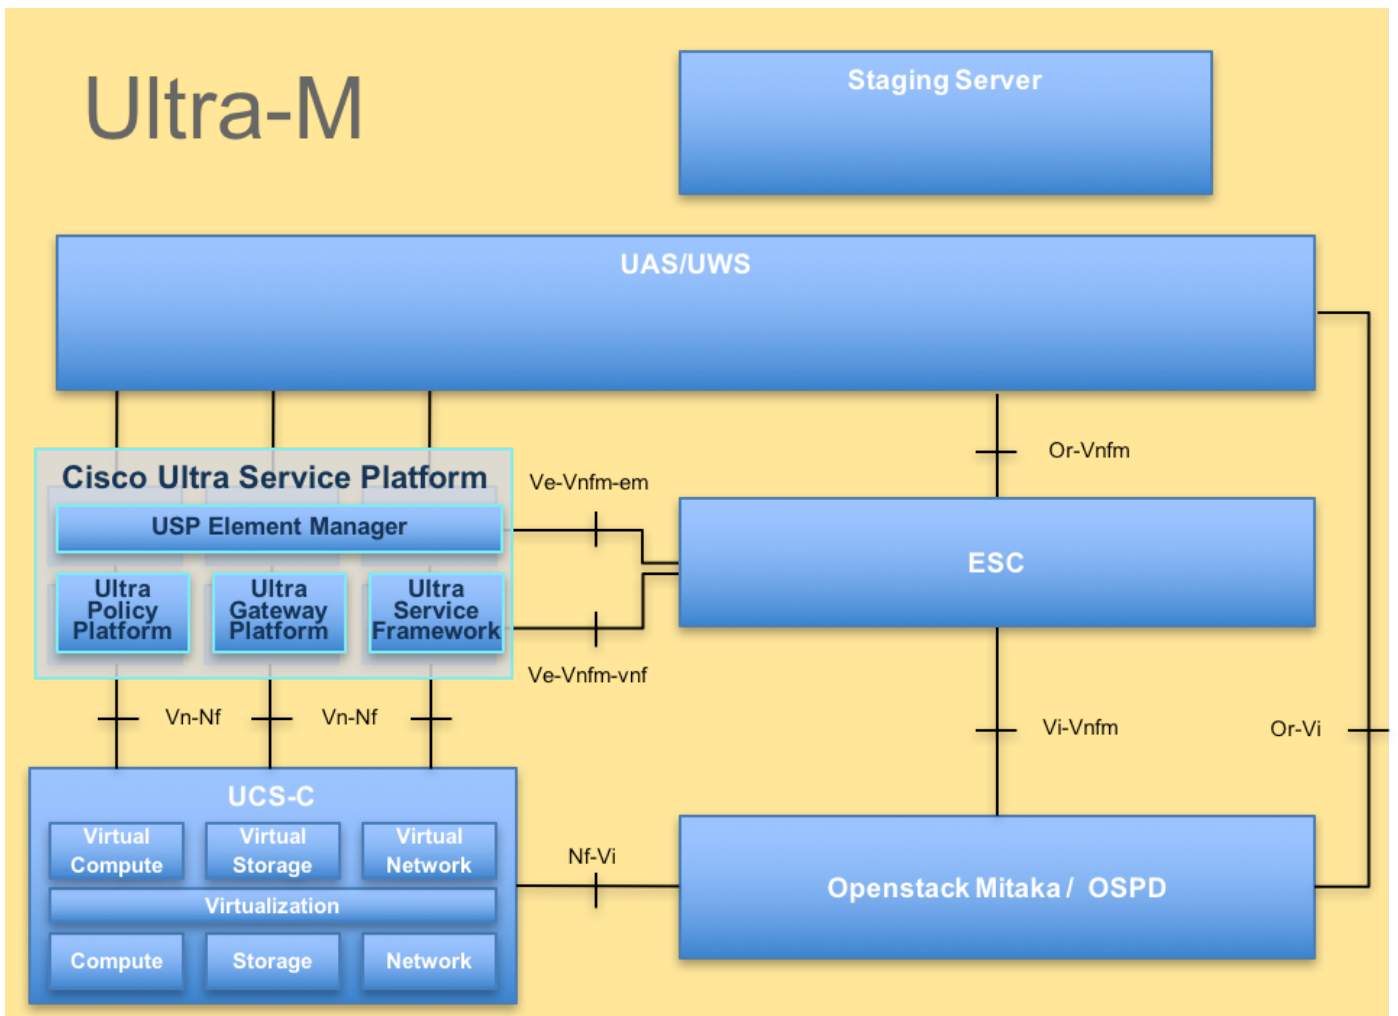 Ultra-M
Staging Server
UAS/UWS
Or-Vnfm
Cisco Ultra Service Platform
Ve-Vnfm-em
USP Element Manager
ESC
Ultra
Policy
Platform
Ultra
Gateway
Platform
Ultra
Service
Framework
Ve-Vnfm-vnf
Vn-Nf
Vn-Nf
Vi-Vnfm
Or-Vi
UCS-C
Virtual
Compute
Virtual
Storage
Virtual
Network
Nf-Vi
Openstack Mitaka / OSPD
Virtualization
Compute
Storage
Network